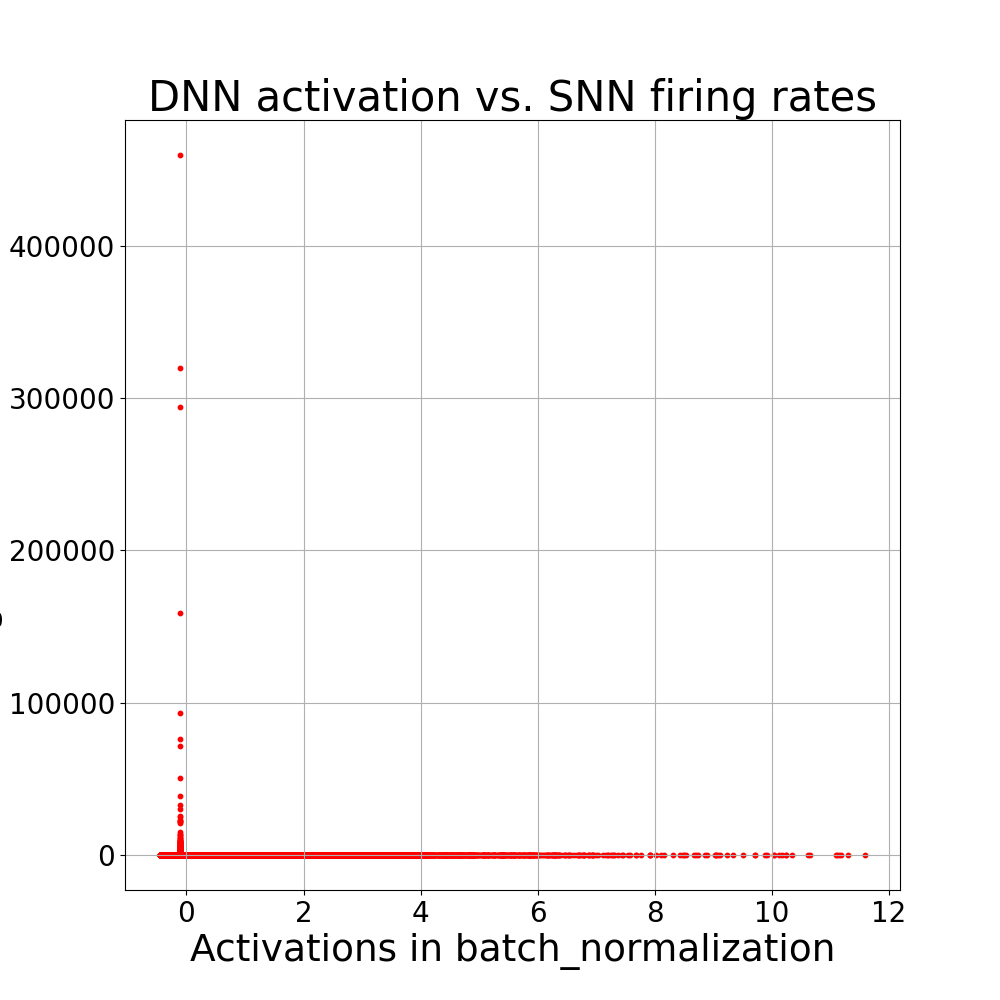 DNN activation vs. SNN firing rates
400000
300000
200000
100000
0
0 2 4 6 8 10 12
Activations in batch_normalization